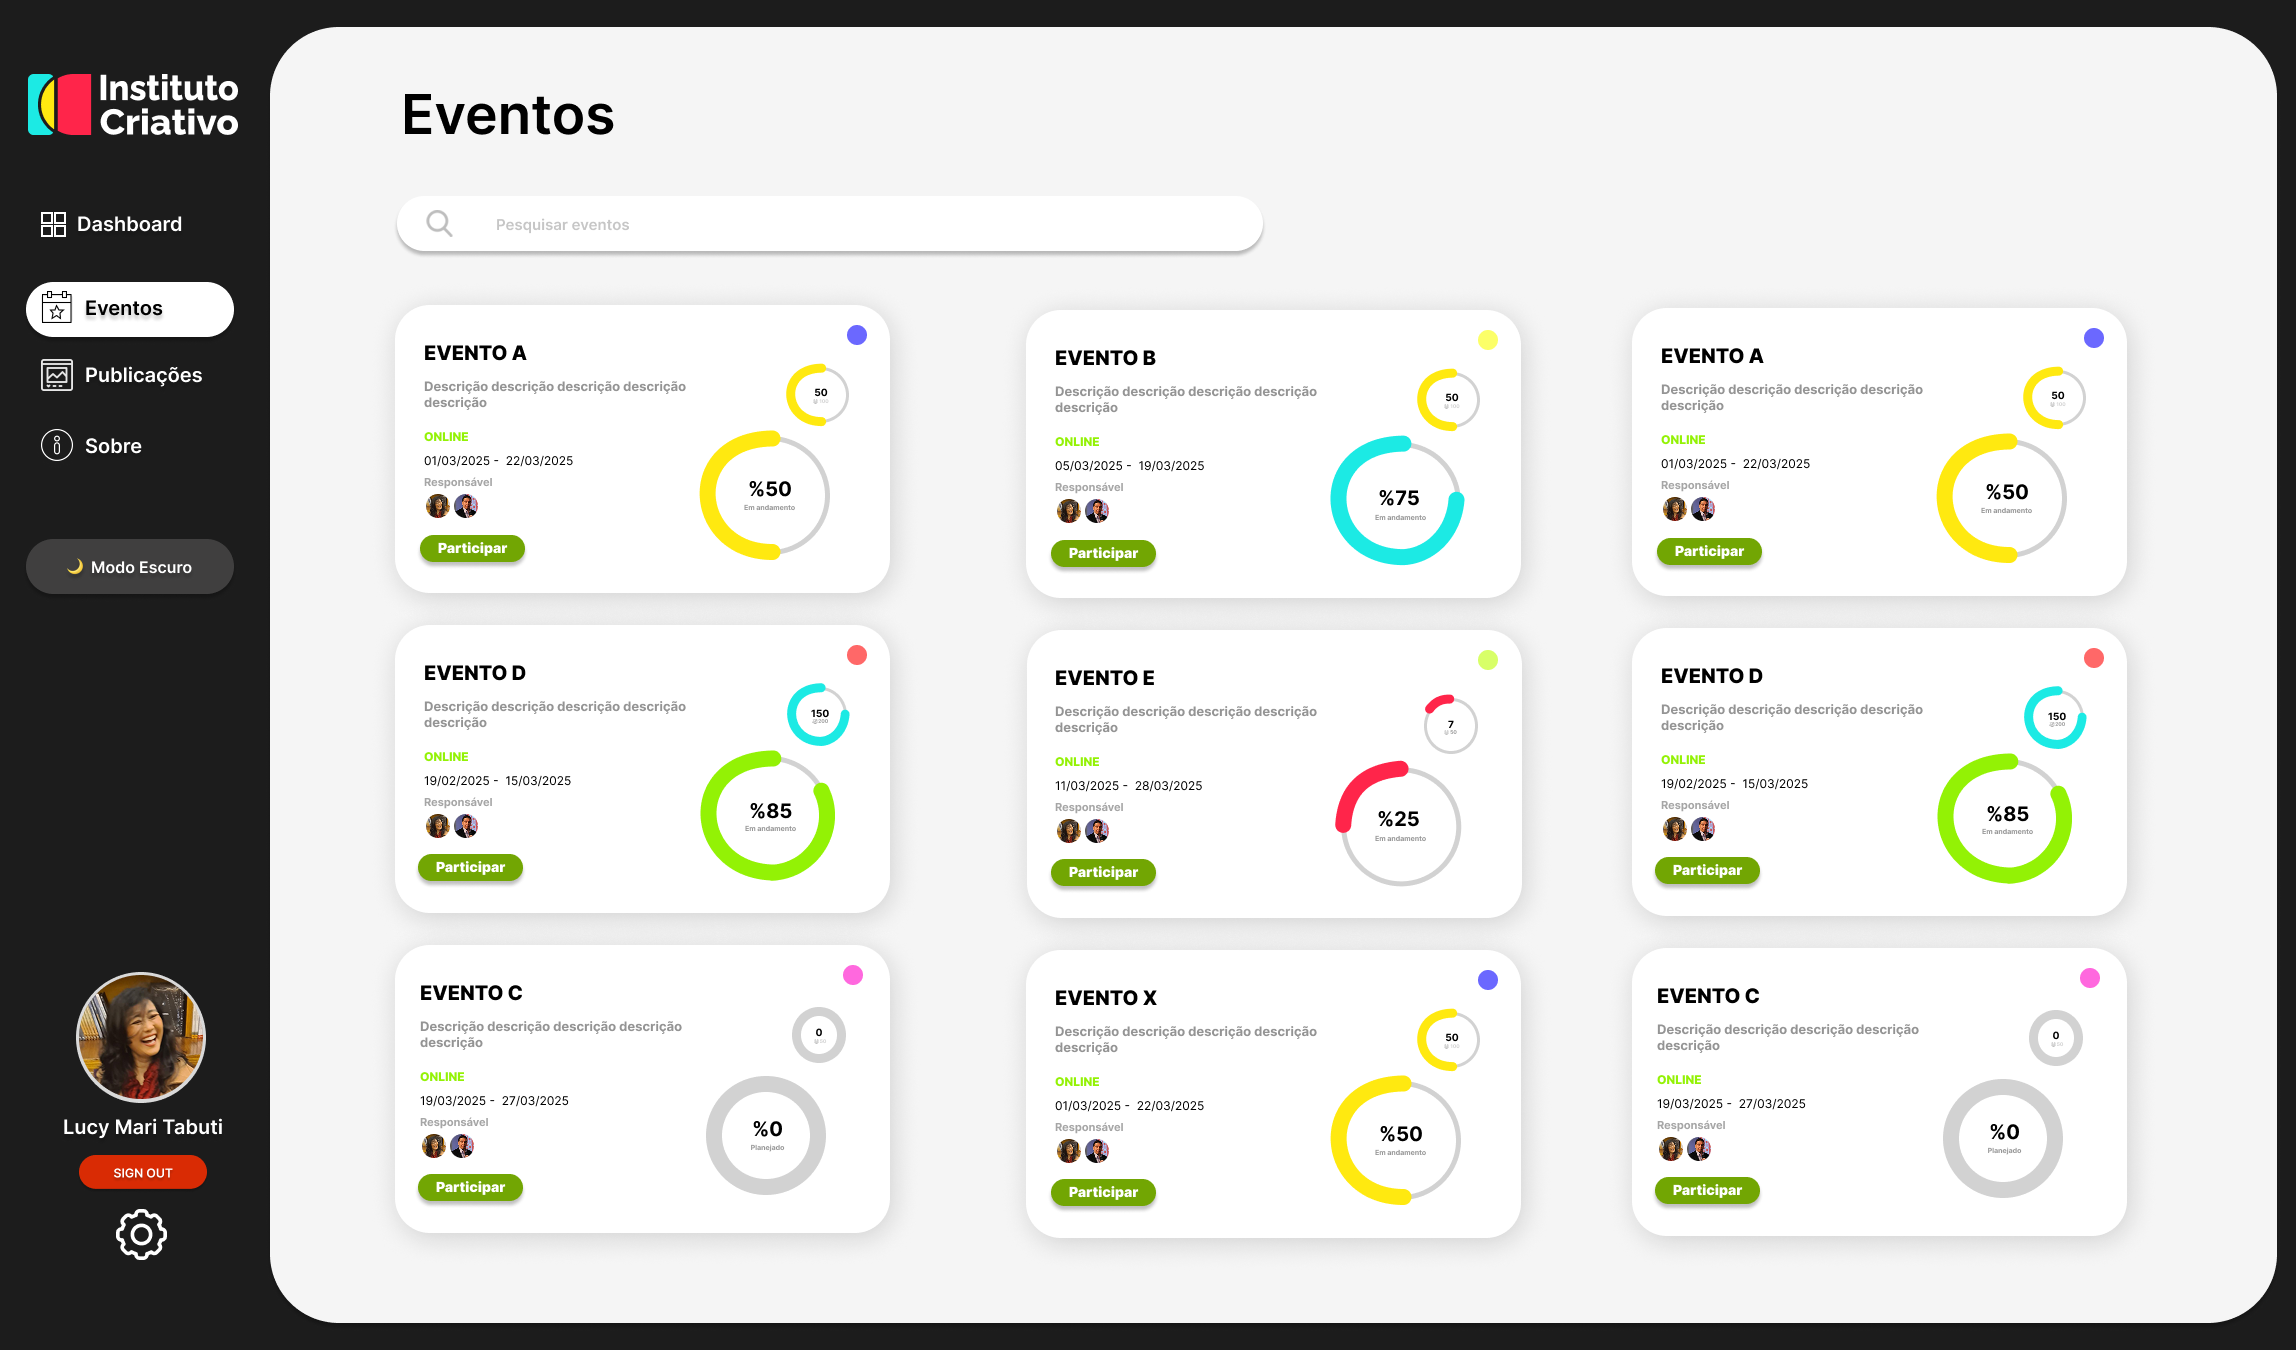 Instituto
Criativo
Dashboard
Eventos
Publicações
Sobre
Modo Escuro
Lucy Mari Tabuti
SIGN OUT
Eventos
Pesquisar eventos
EVENTO A
Descrição descrição descrição descrição
descrição
50
ONLINE
01/03/2025 - 22/03/2025
Responsável
%50
Em andamento
Participar
EVENTO B
Descrição descrição descrição descrição
descrição
50
ONLINE
05/03/2025 - 19/03/2025
Responsável
%75
Em andamento
Participar
EVENTO A
Descrição descrição descrição descrição
descrição
50
ONLINE
01/03/2025 - 22/03/2025
Responsável
%50
Em andamento
Participar
EVENTO D
Descrição descrição descrição descrição
descrição
150
ONLINE
19/02/2025 - 15/03/2025
Responsável
%85
Em andamento
Participar
EVENTO E
Descrição descrição descrição descrição
descrição
7
ONLINE
11/03/2025 - 28/03/2025
Responsável
%25
Em andamento
Participar
EVENTO D
Descrição descrição descrição descrição
descrição
150
ONLINE
19/02/2025 - 15/03/2025
Responsável
%85
Em andamento
Participar
EVENTO C
Descrição descrição descrição descrição
descrição
0
ONLINE
19/03/2025 - 27/03/2025
Responsável
%0
Planejado
Participar
EVENTO X
Descrição descrição descrição descrição
descrição
50
ONLINE
01/03/2025 - 22/03/2025
Responsável
%50
Em andamento
Participar
EVENTO C
Descrição descrição descrição descrição
descrição
0
ONLINE
19/03/2025 - 27/03/2025
Responsável
%0
Planejado
Participar